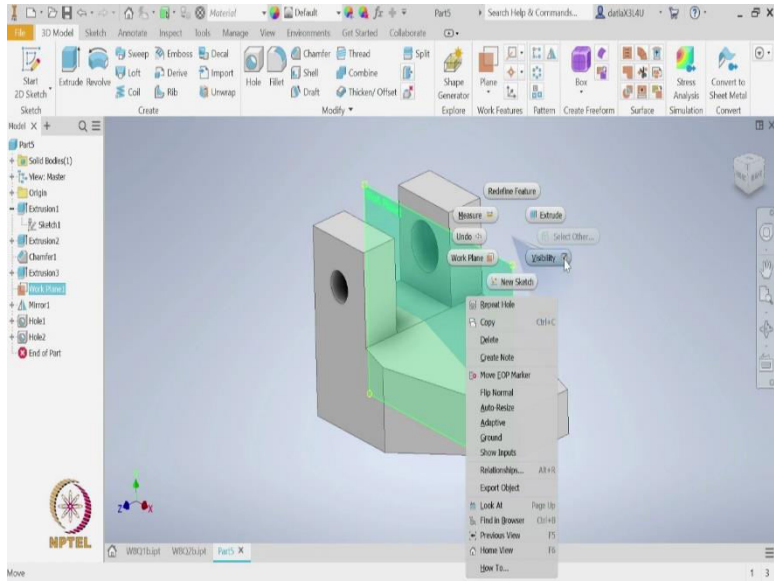 Material
Default
fx
Part5
Search Help & Commands...
datlaX3L4U
File
3D Model
Sketch
Annotate
Inspect
Tools
Manage
View
Environments
Get Started
Collaborate
Start
2D Sketch
Extrude
Revolve
Sweep
Emboss
Decal
Loft
Derive
Import
Coil
Rib
Unwrap
Hole
Fillet
Chamfer
Thread
Split
Shell
Combine
Draft
Thicken/ Offset
Shape
Generator
Plane
Box
Stress
Analysis
Convert to
Sheet Metal
Sketch
Create
Modify
Explore
Work Features
Pattern
Create Freeform
Surface
Simulation
Convert
Model
Part5
Solid Bodies(1)
View: Master
Origin
Extrusion1
Sketch1
Extrusion2
Chamfer1
Extrusion3
Work Plane1
Mirror1
Hole1
Hole2
End of Part
Redefine Feature
Measure
Extrude
Undo
Select Other...
Work Plane
Visibility
New Sketch
Repeat Hole
Copy Ctrl+C
Delete
Create Note
Move EOP Marker
Flip Normal
Auto-Resize
Adaptive
Ground
Show Inputs
Relationships... Alt+R
Export Object
Look At Page Up
Find in Browser Ctrl+B
Previous View F5
Home View F6
How To...
NPTEL
W8Q1b.ipt
W8Q2b.ipt
Part5
Move
1 3